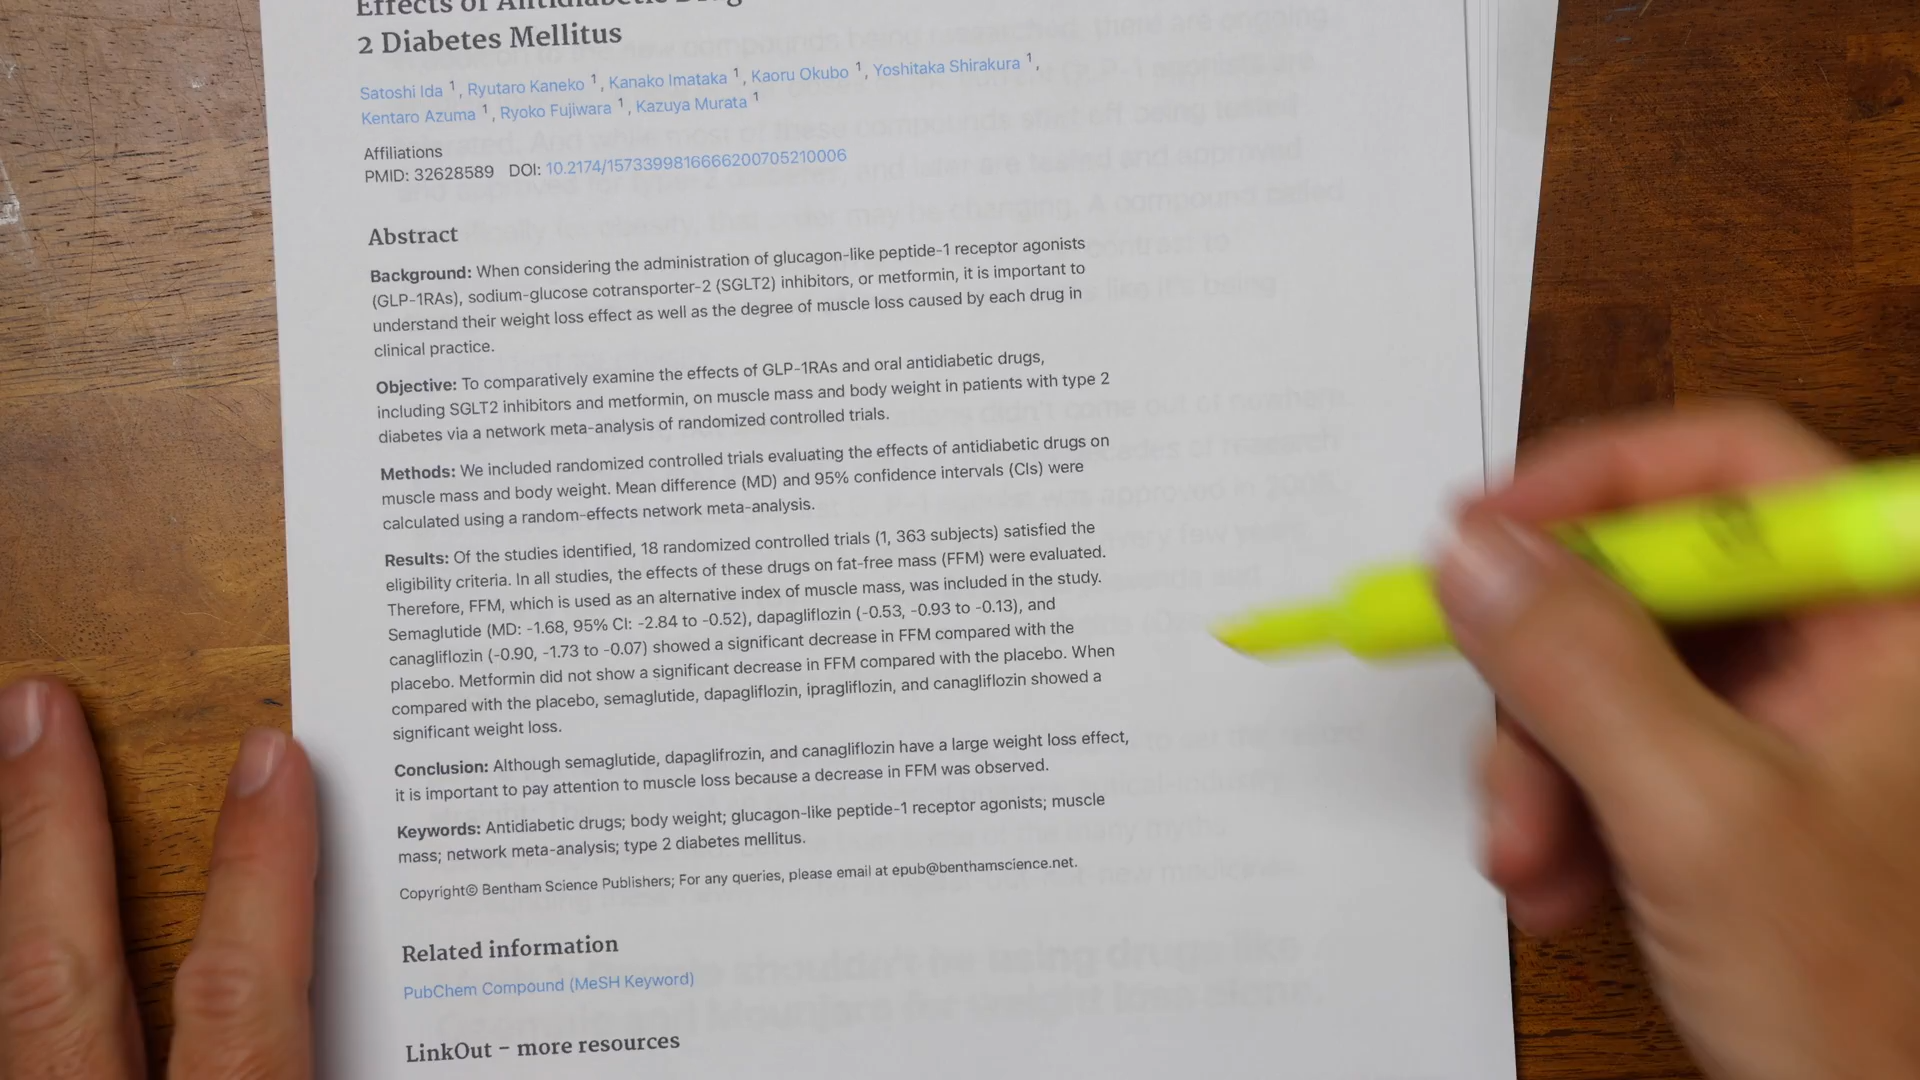 Effects of Antidiabetic Drug
2 Diabetes Mellitus
Satoshi Ida 1, Ryutaro Kaneko 1, Kanako Imataka 1, Kaoru Okubo 1, Yoshitaka Shirakura 1,
Kentaro Azuma 1, Ryoko Fujiwara 1, Kazuya Murata 1
Affiliations
PMID: 32628589 DOI: 10.2174/1573399816666200705210006
Abstract
Background: When considering the administration of glucagon-like peptide-1 receptor agonists
(GLP-1RAs), sodium-glucose cotransporter-2 (SGLT2) inhibitors, or metformin, it is important to
understand their weight loss effect as well as the degree of muscle loss caused by each drug in
clinical practice.
Objective: To comparatively examine the effects of GLP-1RAs and oral antidiabetic drugs,
including SGLT2 inhibitors and metformin, on muscle mass and body weight in patients with type 2
diabetes via a network meta-analysis of randomized controlled trials.
Methods: We included randomized controlled trials evaluating the effects of antidiabetic drugs on
muscle mass and body weight. Mean difference (MD) and 95% confidence intervals (CIs) were
calculated using a random-effects network meta-analysis.
Results: Of the studies identified, 18 randomized controlled trials (1, 363 subjects) satisfied the
eligibility criteria. In all studies, the effects of these drugs on fat-free mass (FFM) were evaluated.
Therefore, FFM, which is used as an alternative index of muscle mass, was included in the study.
Semaglutide (MD: -1.68, 95% CI: -2.84 to -0.52), dapagliflozin (-0.53, -0.93 to -0.13), and
canagliflozin (-0.90, -1.73 to -0.07) showed a significant decrease in FFM compared with the
placebo. Metformin did not show a significant decrease in FFM compared with the placebo. When
compared with the placebo, semaglutide, dapagliflozin, ipragliflozin, and canagliflozin showed a
significant weight loss.
Conclusion: Although semaglutide, dapaglifrozin, and canagliflozin have a large weight loss effect,
it is important to pay attention to muscle loss because a decrease in FFM was observed.
Keywords: Antidiabetic drugs; body weight; glucagon-like peptide-1 receptor agonists; muscle
mass; network meta-analysis; type 2 diabetes mellitus.
Copyright© Bentham Science Publishers; For any queries, please email at epub@benthamscience.net.
Related information
PubChem Compound (MeSH Keyword)
LinkOut – more resources